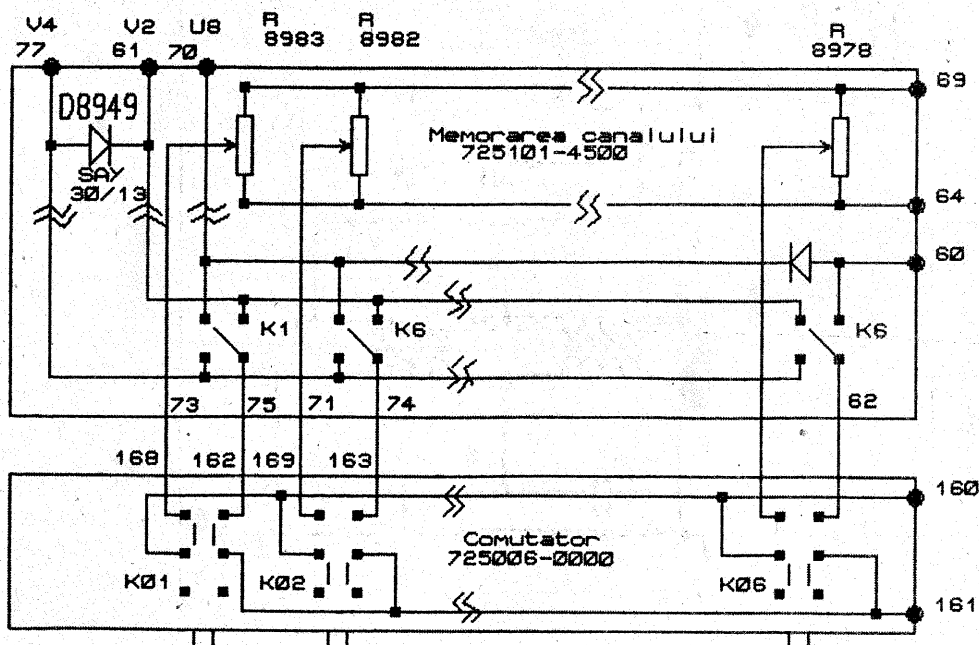 V4 V2 U8 R R R
77 61 70 8983 8982 8978
69
D8949
Memorarea canalului
725101-4500
SAY
30/13
64
60
K1 K6 K6
73 75 71 74 62
168 162 169 163
160
Comutator
725006-0000
K01 K02 K06
161